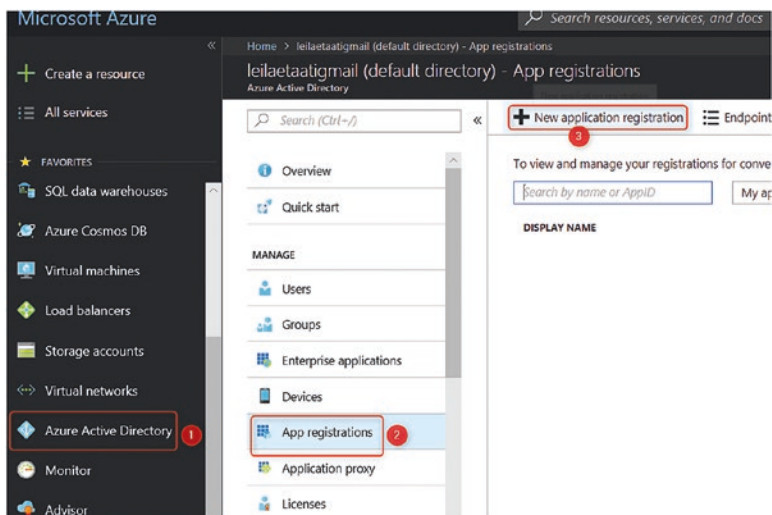 Microsoft Azure
Search resources, services, and docs
Create a resource
All services
FAVORITES
SQL data warehouses
Azure Cosmos DB
Virtual machines
Load balancers
Storage accounts
Virtual networks
Azure Active Directory
1
Monitor
Advisor
Home > leilaetaatigmail (default directory) - App registrations
leilaetaatigmail (default directory) - App registrations
Azure Active Directory
Search (Ctrl+/)
Overview
Quick start
MANAGE
Users
Groups
Enterprise applications
Devices
App registrations
2
Application proxy
Licenses
New application registration
3
Endpoint
To view and manage your registrations for conve
Search by name or AppID
My ap
DISPLAY NAME